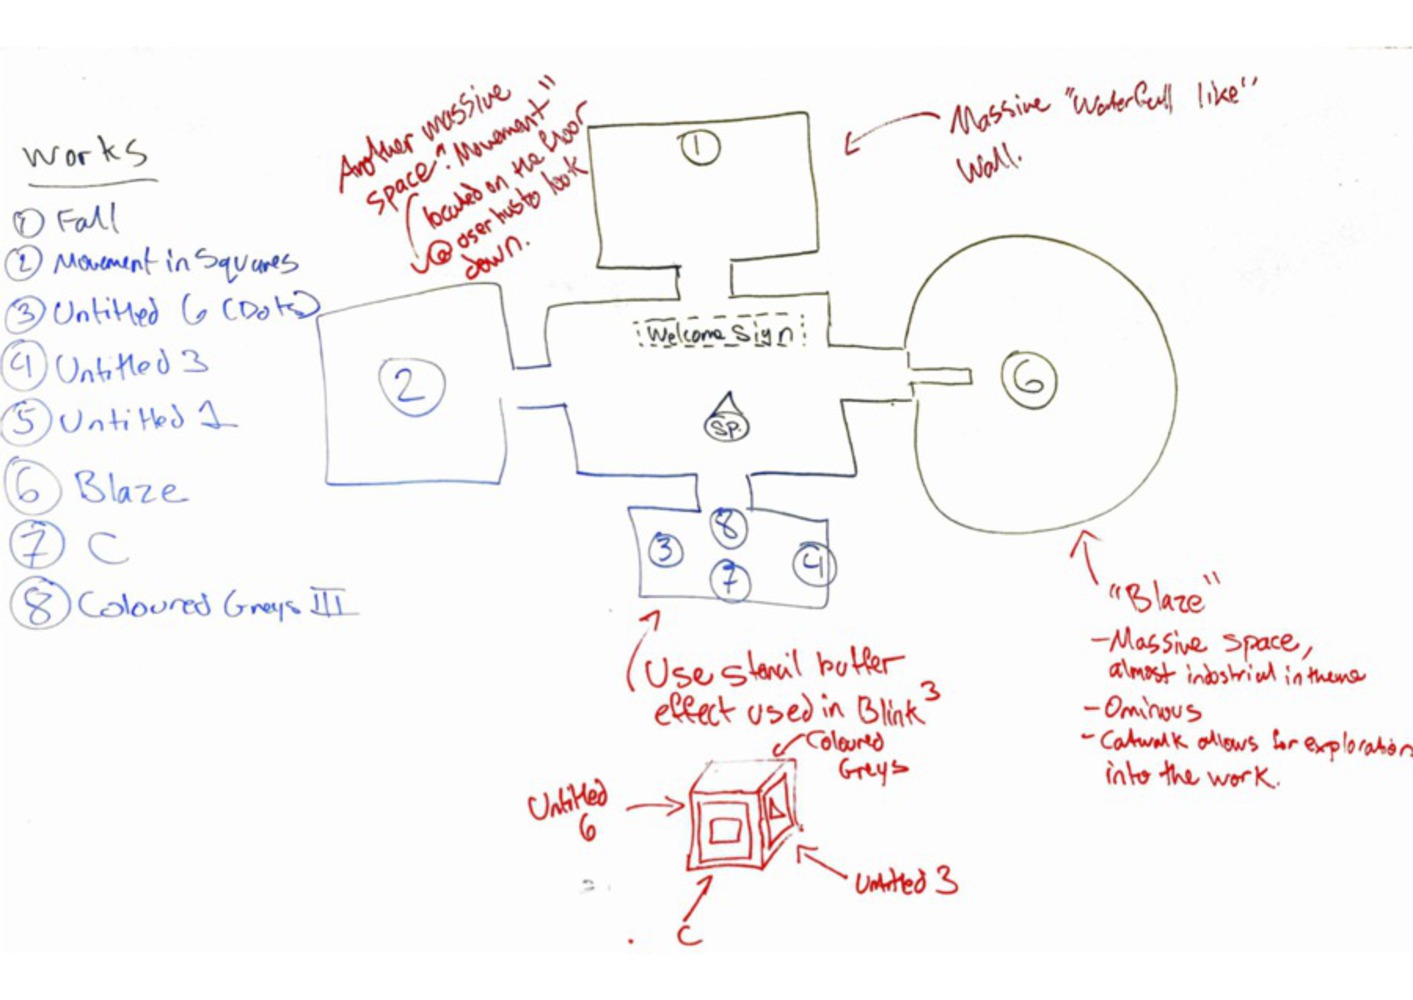 Works
① Fall
② Movement in Squares
③ Untitled 6 (Dots)
④ Untitled 3
⑤ Untitled 1
⑥ Blaze
⑦ C
⑧ Coloured Greys III
Another massive
space. "Movement"
located on the floor
@ user has to look
down.
①
Massive "Waterfall like"
Wall.
2
Welcome Sign
SP.
6
3
8
7
4
"Blaze"
- Massive space,
almost industrial in theme
- Ominous
- Catwalk allows for exploration
into the work.
Use stencil buffer
effect used in Blink³
Coloured
Greys
Untitled
6
Untitled 3
C